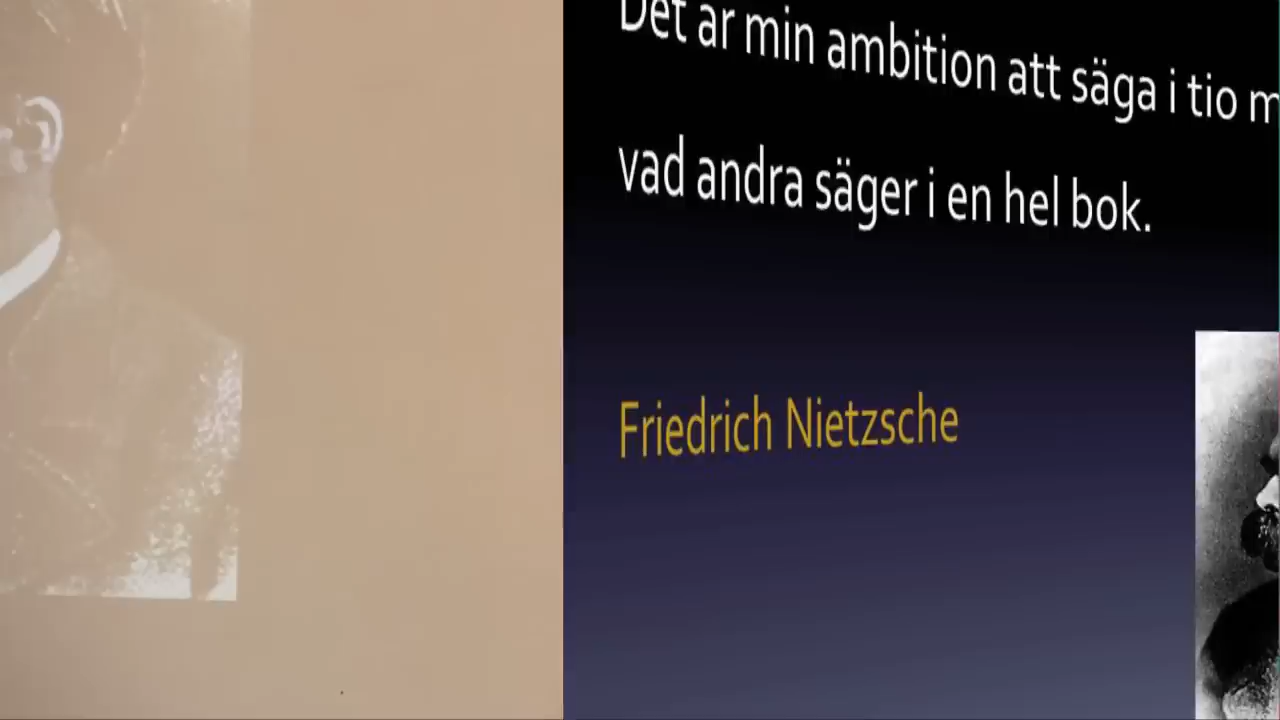 Det är min ambition att säga i tio
vad andra säger i en hel bok.
Friedrich Nietzsche